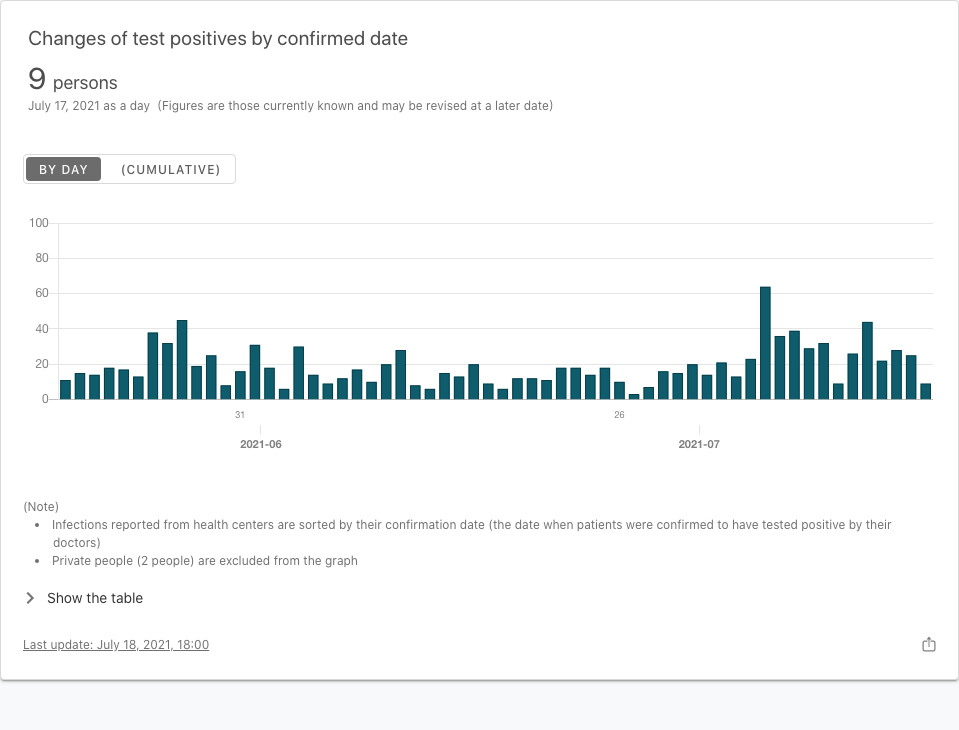 Changes of test positives by confirmed date
9 persons
July 17, 2021 as a day (Figures are those currently known and may be revised at a later date)
BY DAY (CUMULATIVE)
100
80
60
40
20
0
31 26
2021-06 2021-07
(Note)
• Infections reported from health centers are sorted by their confirmation date (the date when patients were confirmed to have tested positive by their
doctors)
• Private people (2 people) are excluded from the graph
Show the table
Last update: July 18, 2021, 18:00